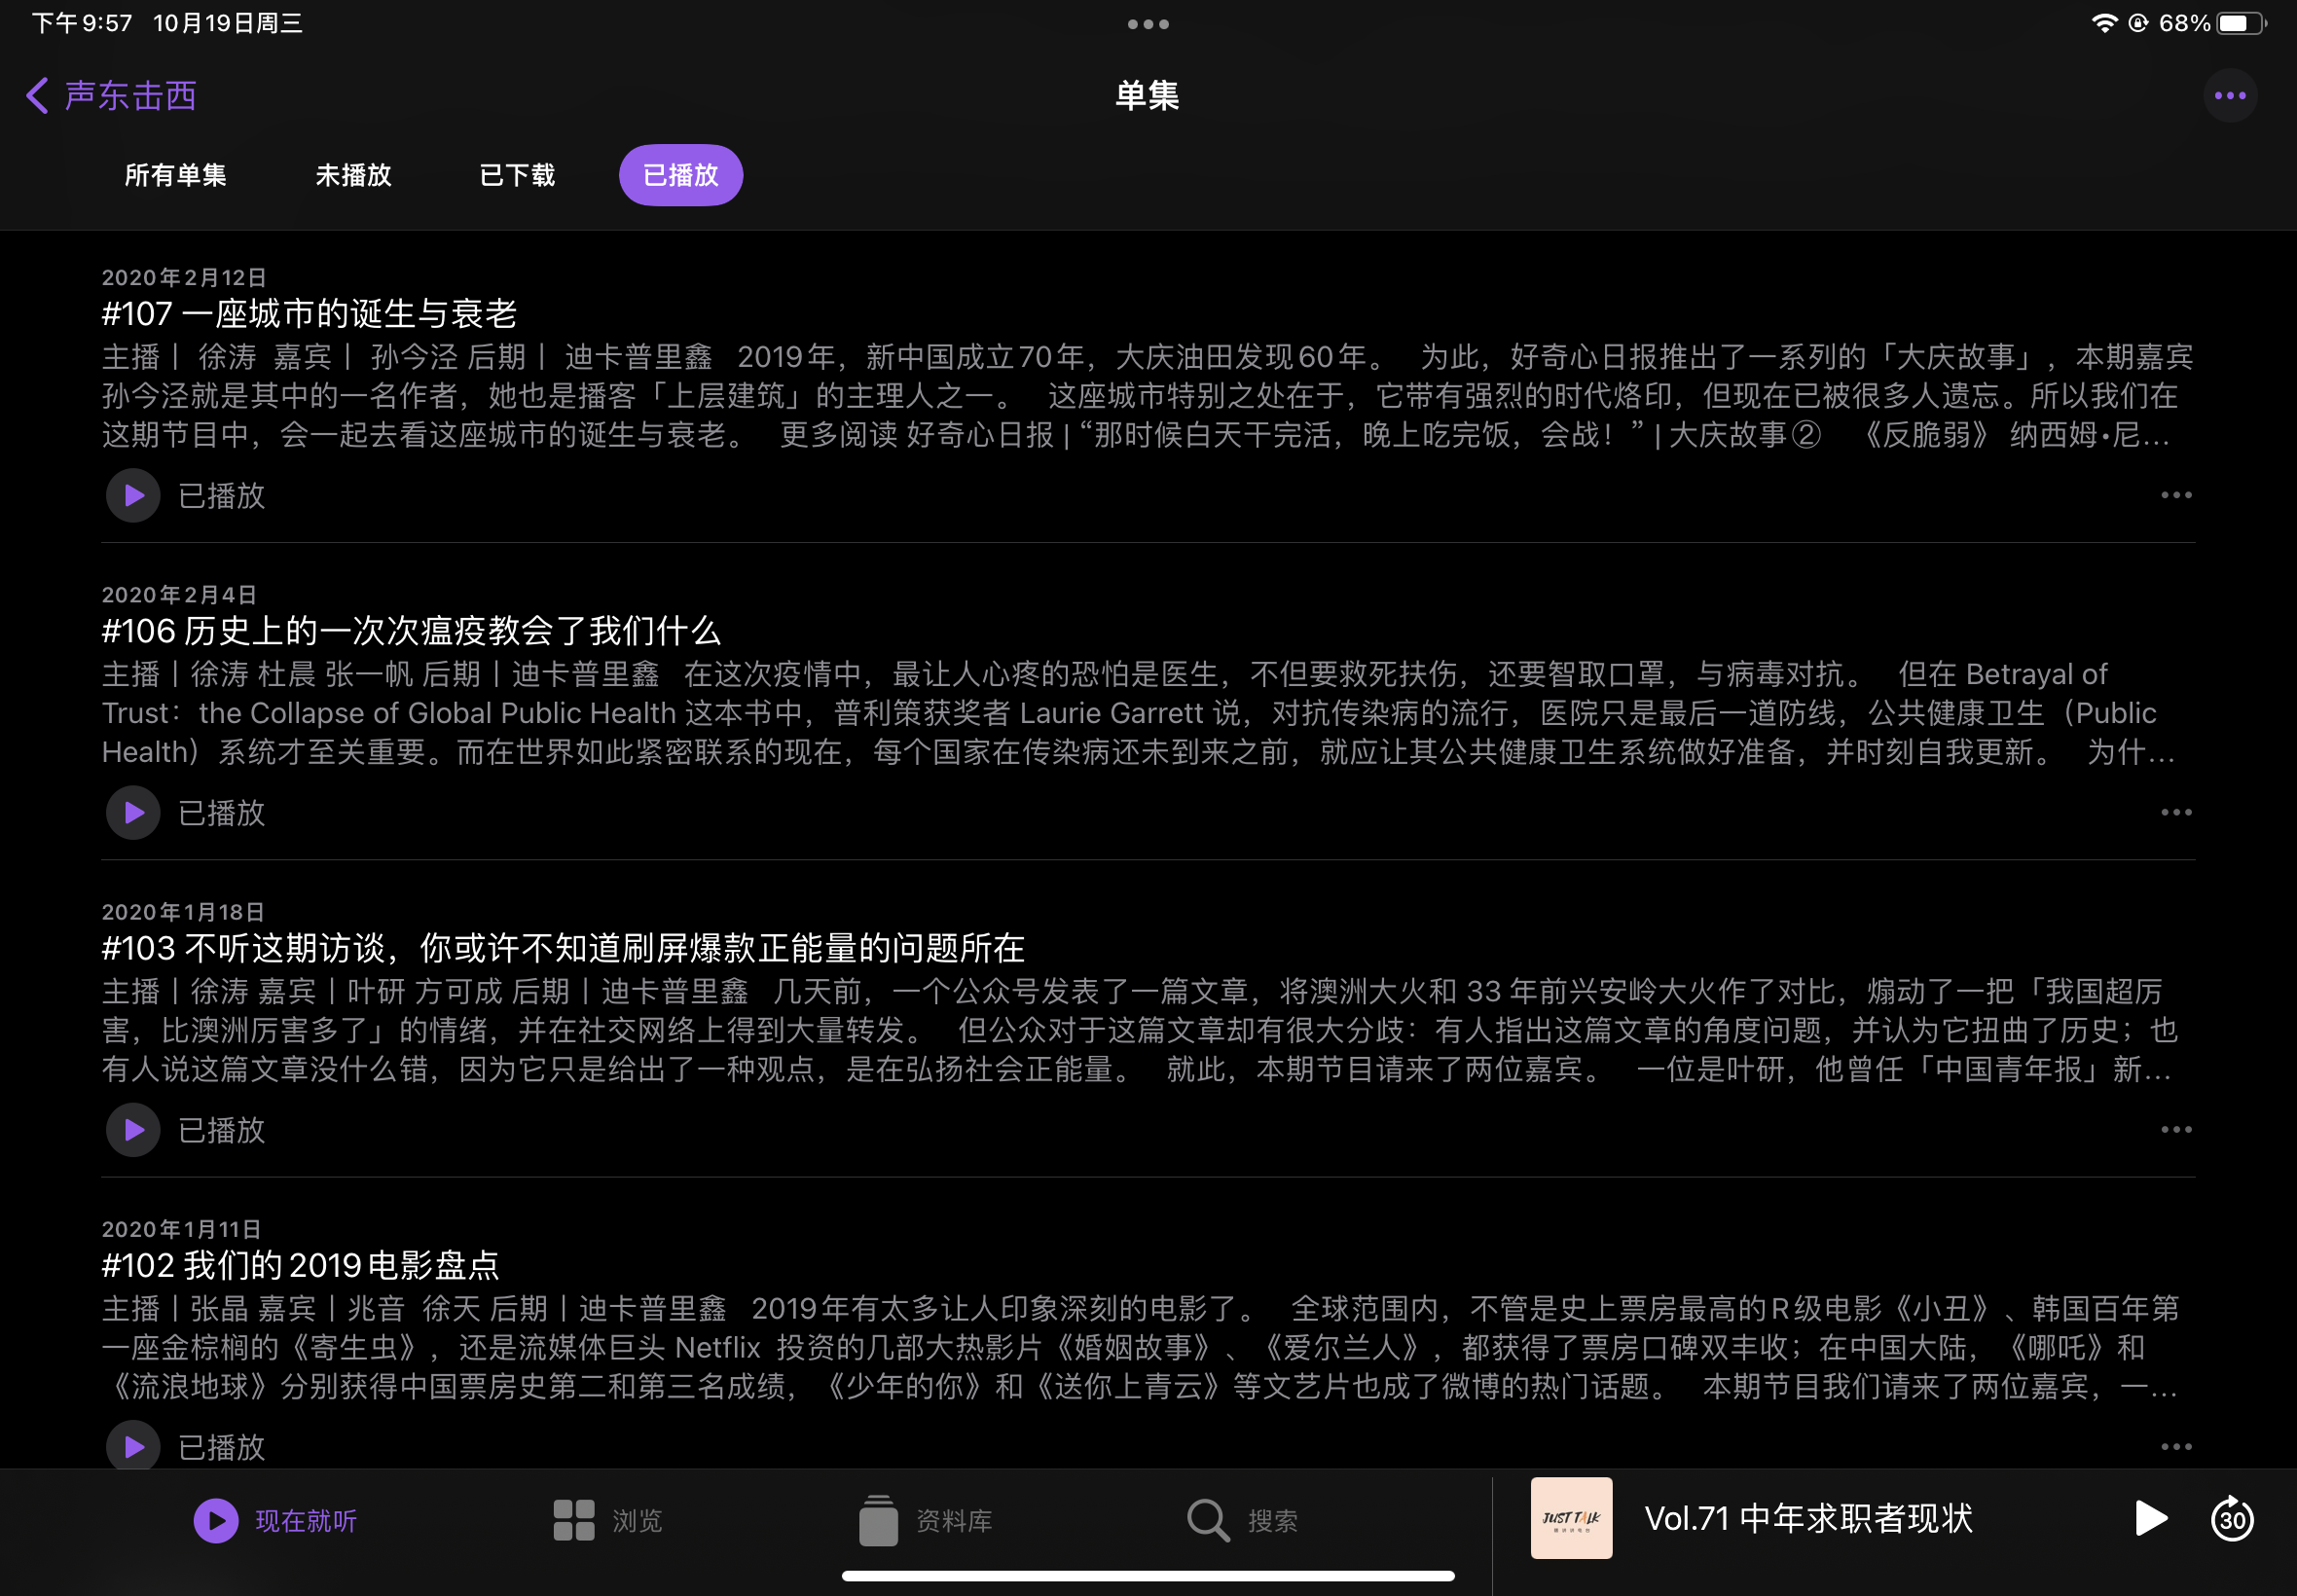 下午9:57 10月19日周三
68%
声东击西
单集
所有单集 未播放 已下载 已播放
2020年2月12日
#107 一座城市的诞生与衰老
主播丨 徐涛 嘉宾丨 孙今泾 后期丨 迪卡普里鑫 2019年，新中国成立70年，大庆油田发现60年。 为此，好奇心日报推出了一系列的「大庆故事」，本期嘉宾
孙今泾就是其中的一名作者，她也是播客「上层建筑」的主理人之一。 这座城市特别之处在于，它带有强烈的时代烙印，但现在已被很多人遗忘。所以我们在
这期节目中，会一起去看这座城市的诞生与衰老。 更多阅读 好奇心日报 | “那时候白天干完活，晚上吃完饭，会战！” | 大庆故事② 《反脆弱》 纳西姆•尼…
已播放
2020年2月4日
#106 历史上的一次次瘟疫教会了我们什么
主播丨徐涛 杜晨 张一帆 后期丨迪卡普里鑫 在这次疫情中，最让人心疼的恐怕是医生，不但要救死扶伤，还要智取口罩，与病毒对抗。 但在 Betrayal of
Trust：the Collapse of Global Public Health 这本书中，普利策获奖者 Laurie Garrett 说，对抗传染病的流行，医院只是最后一道防线，公共健康卫生（Public
Health）系统才至关重要。而在世界如此紧密联系的现在，每个国家在传染病还未到来之前，就应让其公共健康卫生系统做好准备，并时刻自我更新。 为什…
已播放
2020年1月18日
#103 不听这期访谈，你或许不知道刷屏爆款正能量的问题所在
主播丨徐涛 嘉宾丨叶研 方可成 后期丨迪卡普里鑫 几天前，一个公众号发表了一篇文章，将澳洲大火和 33 年前兴安岭大火作了对比，煽动了一把「我国超厉
害，比澳洲厉害多了」的情绪，并在社交网络上得到大量转发。 但公众对于这篇文章却有很大分歧：有人指出这篇文章的角度问题，并认为它扭曲了历史；也
有人说这篇文章没什么错，因为它只是给出了一种观点，是在弘扬社会正能量。 就此，本期节目请来了两位嘉宾。 一位是叶研，他曾任「中国青年报」新…
已播放
2020年1月11日
#102 我们的2019电影盘点
主播丨张晶 嘉宾丨兆音 徐天 后期丨迪卡普里鑫 2019年有太多让人印象深刻的电影了。 全球范围内，不管是史上票房最高的R级电影《小丑》、韩国百年第
一座金棕榈的《寄生虫》，还是流媒体巨头 Netflix 投资的几部大热影片《婚姻故事》、《爱尔兰人》，都获得了票房口碑双丰收；在中国大陆，《哪吒》和
《流浪地球》分别获得中国票房史第二和第三名成绩，《少年的你》和《送你上青云》等文艺片也成了微博的热门话题。 本期节目我们请来了两位嘉宾，一…
已播放
现在就听 浏览 资料库 搜索
JUST TALK
Vol.71 中年求职者现状
30